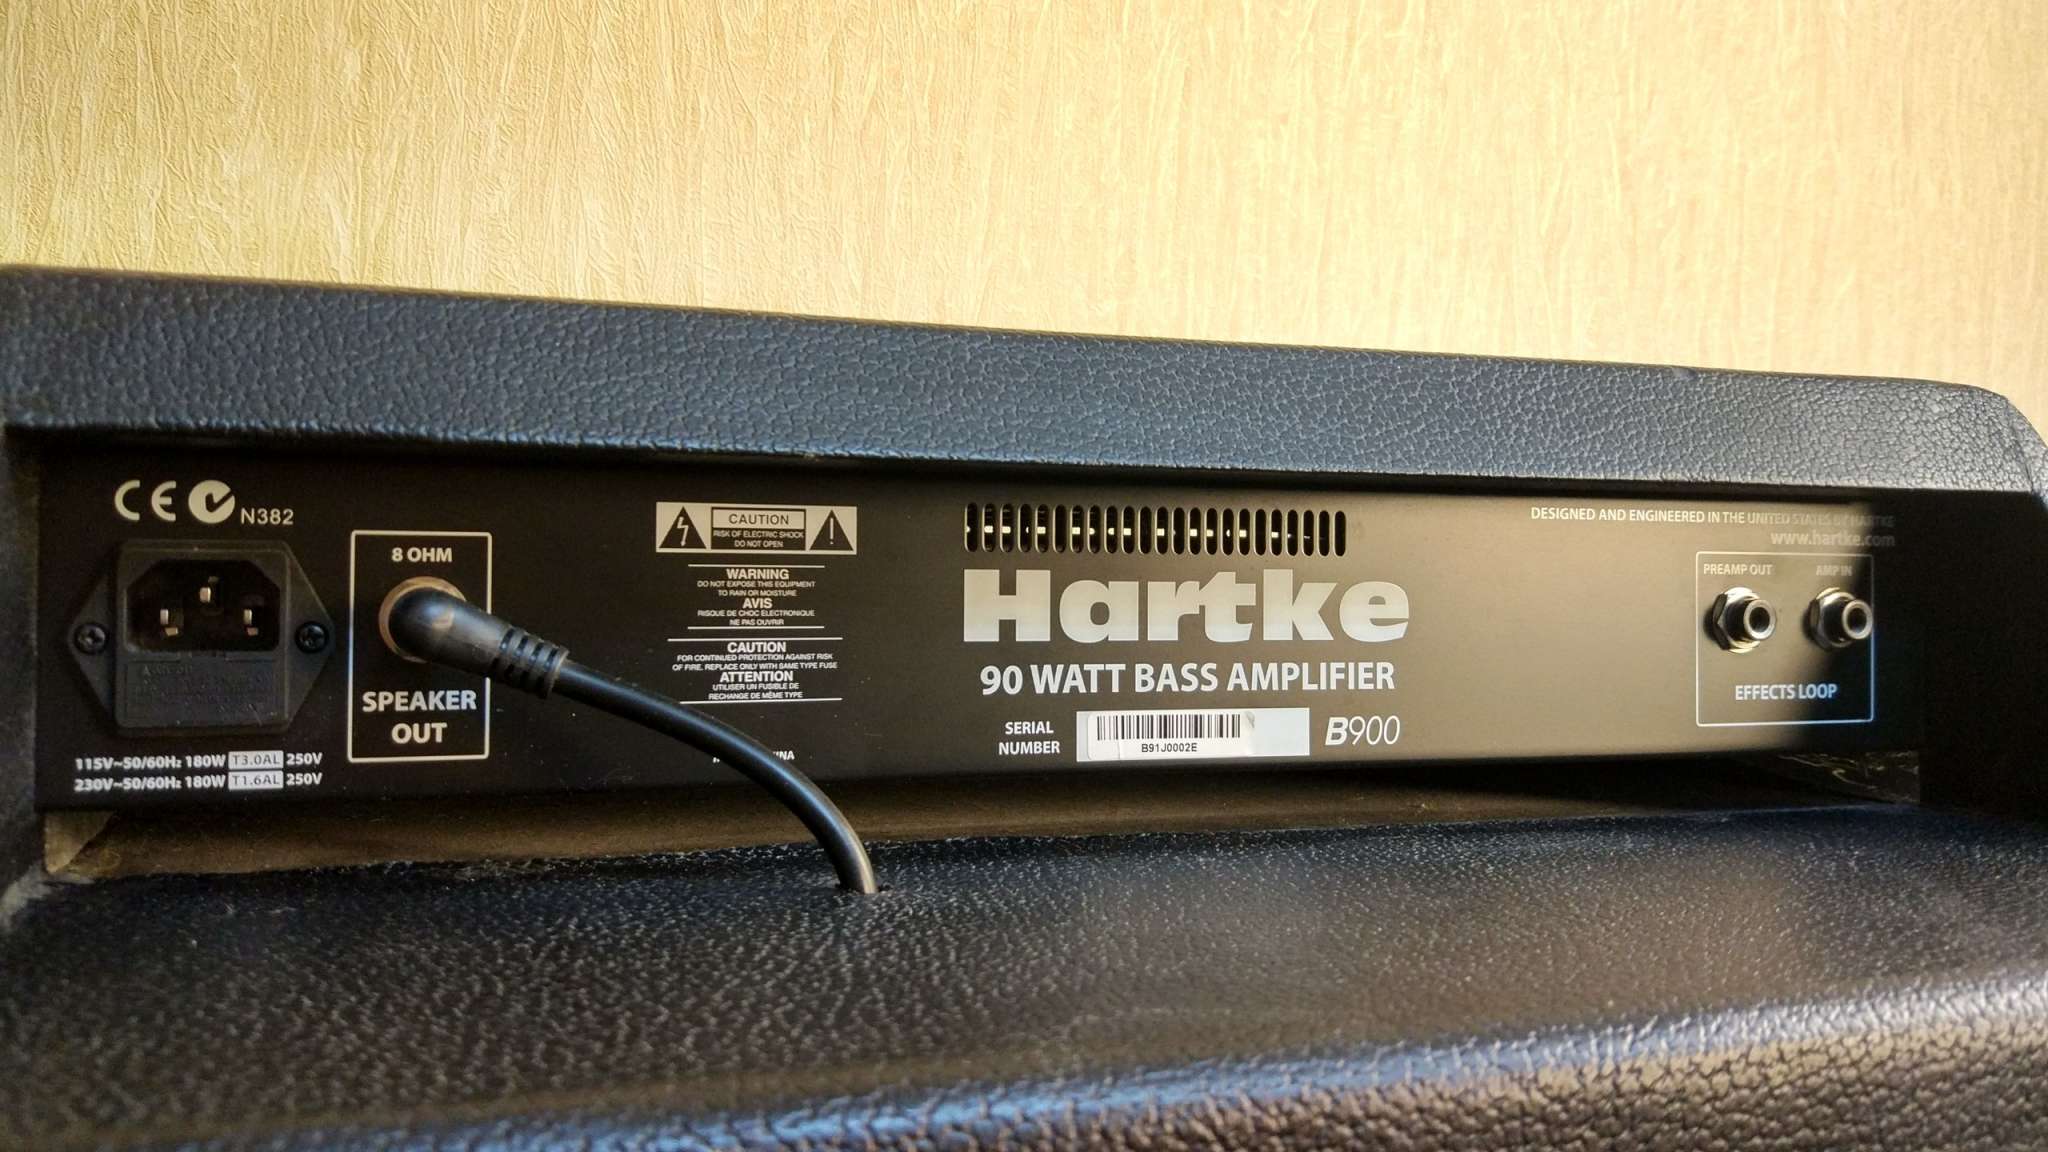 CE N382
8 OHM
SPEAKER
OUT
115V~50/60Hz 180W T3.0AL 250V
230V~50/60Hz 180W T1.6AL 250V
CAUTION
RISK OF ELECTRIC SHOCK
DO NOT OPEN
WARNING
DO NOT EXPOSE THIS EQUIPMENT
TO RAIN OR MOISTURE
AVIS
RISQUE DE CHOC ELECTRONIQUE
NE PAS OUVRIR
CAUTION
FOR CONTINUED PROTECTION AGAINST RISK
OF FIRE. REPLACE ONLY WITH SAME TYPE FUSE
ATTENTION
UTILISER UN FUSIBLE DE
RECHANGE DE MÊME TYPE
Hartke
90 WATT BASS AMPLIFIER
SERIAL
NUMBER
B91J0002E
B900
DESIGNED AND ENGINEERED IN THE UNITED STATES BY HARTKE
www.hartke.com
PREAMP OUT
AMP IN
EFFECTS LOOP